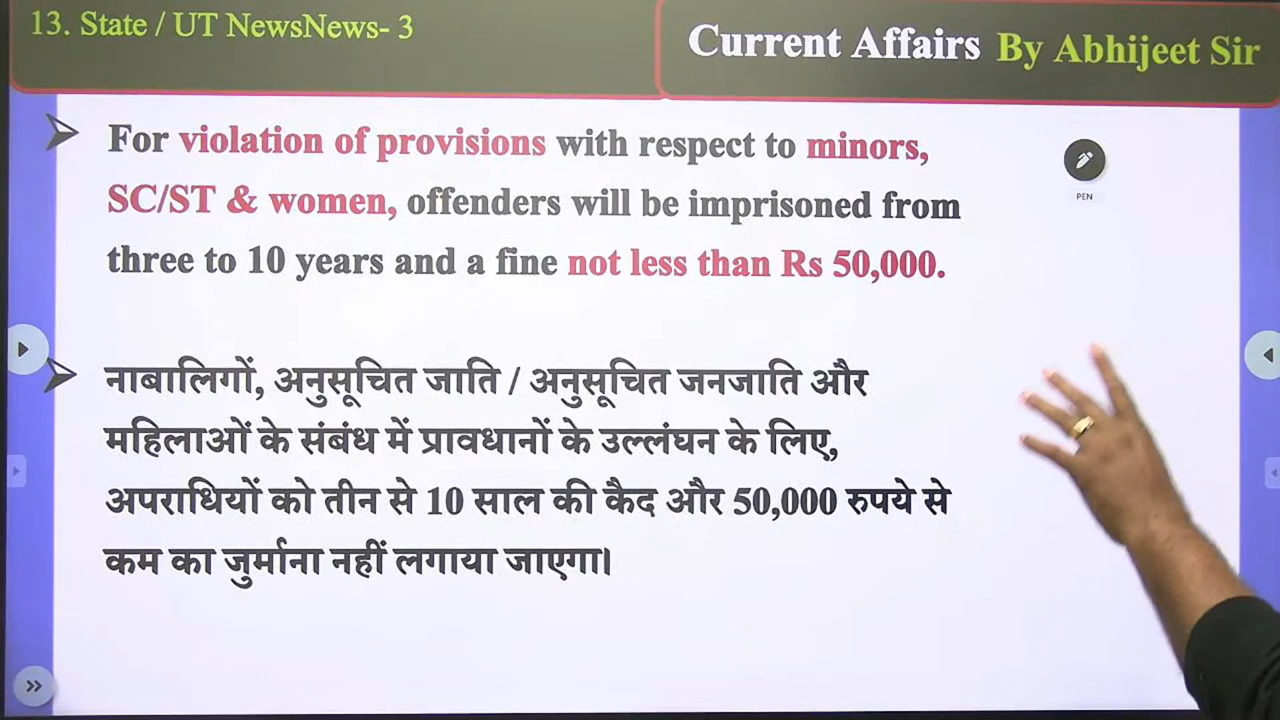 13. State / UT NewsNews- 3
Current Affairs By Abhijeet Sir
For violation of provisions with respect to minors,
SC/ST & women, offenders will be imprisoned from
three to 10 years and a fine not less than Rs 50,000.
PEN
नाबालिगों, अनुसूचित जाति / अनुसूचित जनजाति और
महिलाओं के संबंध में प्रावधानों के उल्लंघन के लिए,
अपराधियों को तीन से 10 साल की कैद और 50,000 रुपये से
कम का जुर्माना नहीं लगाया जाएगा।